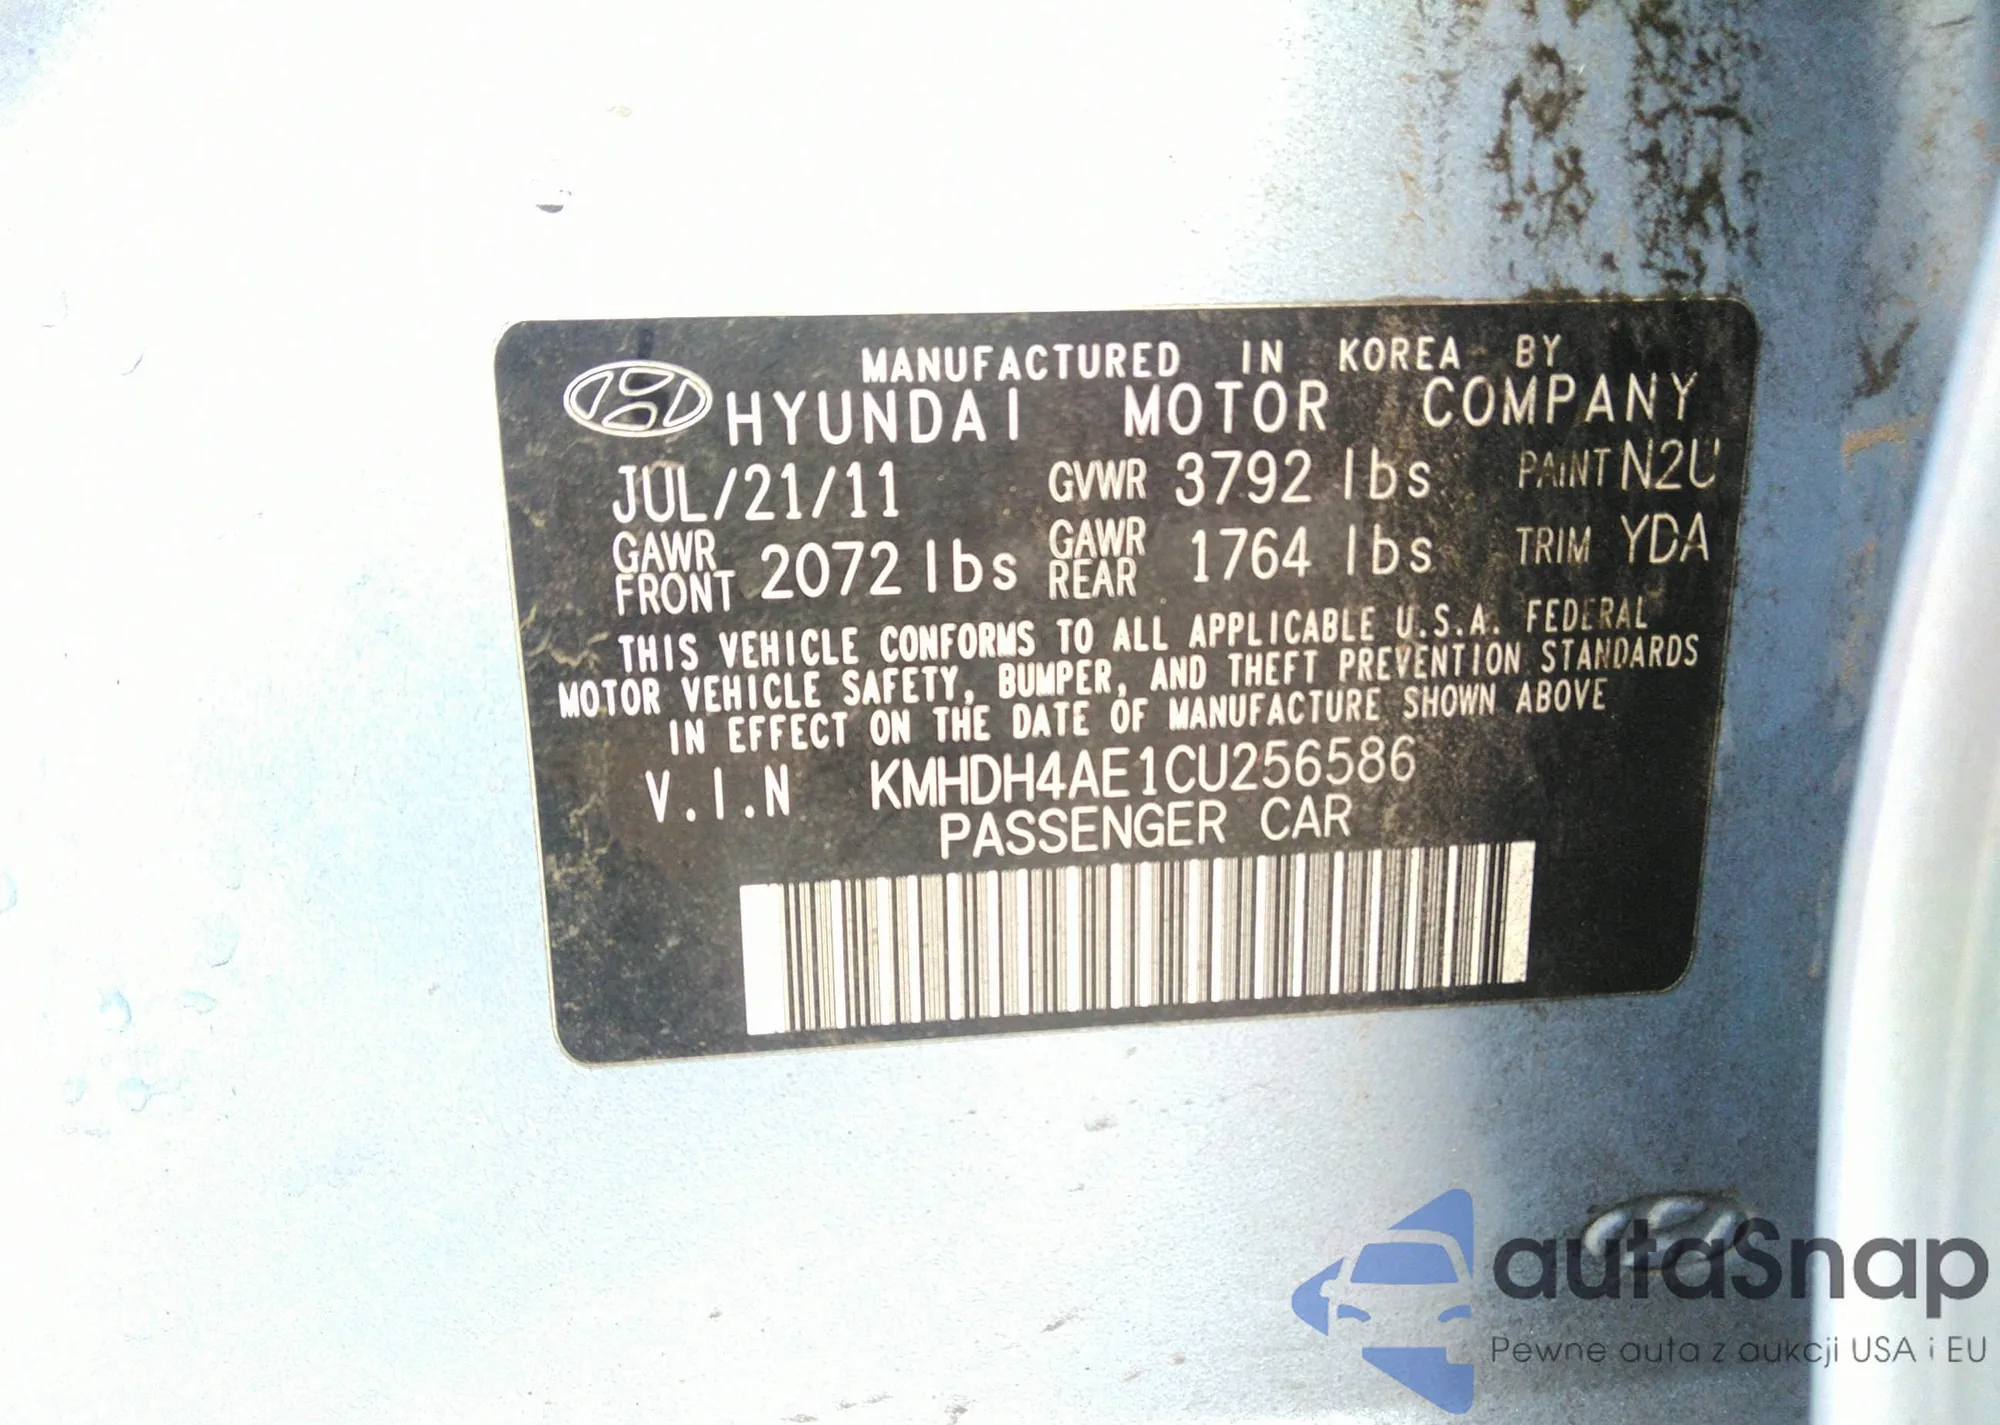 MANUFACTURED IN KOREA BY
HYUNDAI MOTOR COMPANY
JUL/21/11 GVWR 3792 lbs PAINT N2U
GAWR FRONT 2072 lbs GAWR REAR 1764 lbs TRIM YDA
THIS VEHICLE CONFORMS TO ALL APPLICABLE U.S.A. FEDERAL
MOTOR VEHICLE SAFETY, BUMPER, AND THEFT PREVENTION STANDARDS
IN EFFECT ON THE DATE OF MANUFACTURE SHOWN ABOVE
V.I.N KMHDH4AE1CU256586
PASSENGER CAR
autaSnap
Pewne auta z aukcji USA i EU